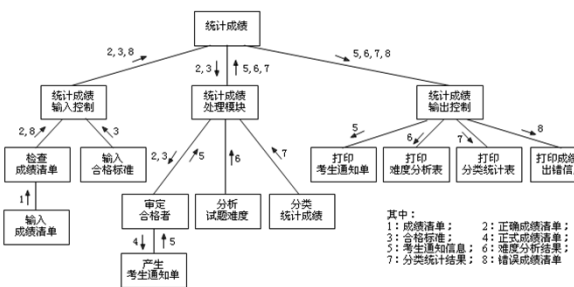 统计成绩
2,3,8
2,3
5,6,7
5,6,7,8
统计成绩
输入控制
统计成绩
处理模块
统计成绩
输出控制
2,8
3
2,3
5
6
7
5
6
7
8
检查
成绩清单
输入
合格标准
打印
考生通知单
打印
难度分析表
打印
分类统计表
打印成绩
出错信息
1
输入
成绩清单
审定
合格者
分析
试题难度
分类
统计成绩
4
5
产生
考生通知单
其中：
1：成绩清单； 2：正确成绩清单；
3：合格标准； 4：正式成绩清单；
5：考生通知信息； 6：难度分析结果；
7：分类统计结果； 8：错误成绩清单